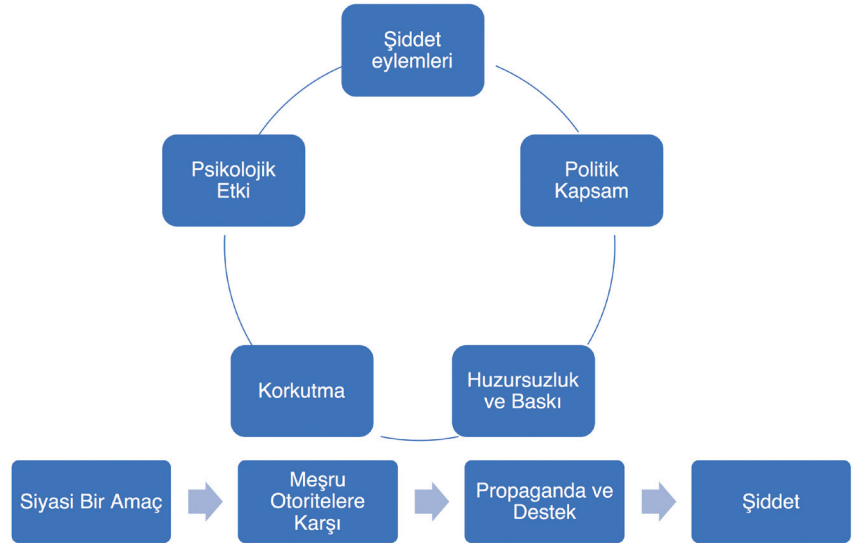 Şiddet
eylemleri
Psikolojik
Etki
Politik
Kapsam
Korkutma
Huzursuzluk
ve Baskı
Siyasi Bir Amaç
Meşru
Otoritelere
Karşı
Propaganda ve
Destek
Şiddet